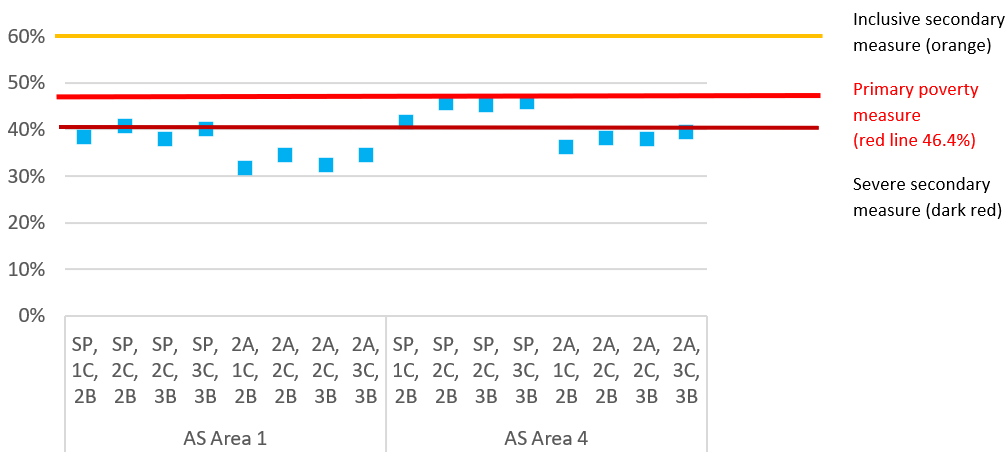 Inclusive secondary
measure (orange)
Primary poverty
measure
(red line 46.4%)
Severe secondary
measure (dark red)
60%
50%
40%
30%
20%
10%
0%
SP, SP, SP, SP, 2A, 2A, 2A, 2A, SP, SP, SP, SP, 2A, 2A, 2A, 2A,
1C, 2C, 2C, 3C, 1C, 2C, 2C, 3C, 1C, 2C, 2C, 3C, 1C, 2C, 2C, 3C,
2B 2B 3B 3B 2B 2B 3B 3B 2B 2B 3B 3B 2B 2B 3B 3B
AS Area 1 AS Area 4